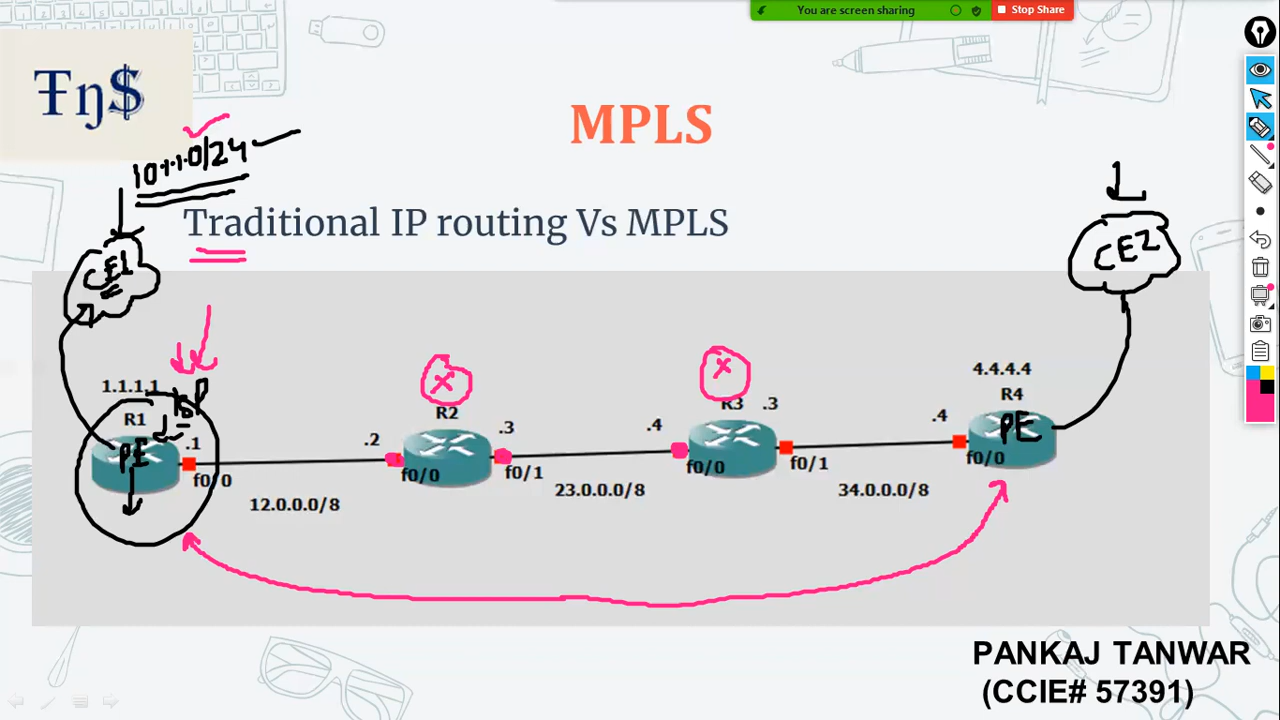 You are screen sharing
Stop Share
Ŧŋ$
MPLS
10.1.1.0/24
Traditional IP routing Vs MPLS
CE1
CE2
1.1.1.1
R1
PE
.1
f0/0
12.0.0.0/8
.2
R2
f0/0
.3
f0/1
23.0.0.0/8
.4
R3
f0/0
.3
f0/1
34.0.0.0/8
.4
4.4.4.4
R4
PE
f0/0
PANKAJ TANWAR
(CCIE# 57391)